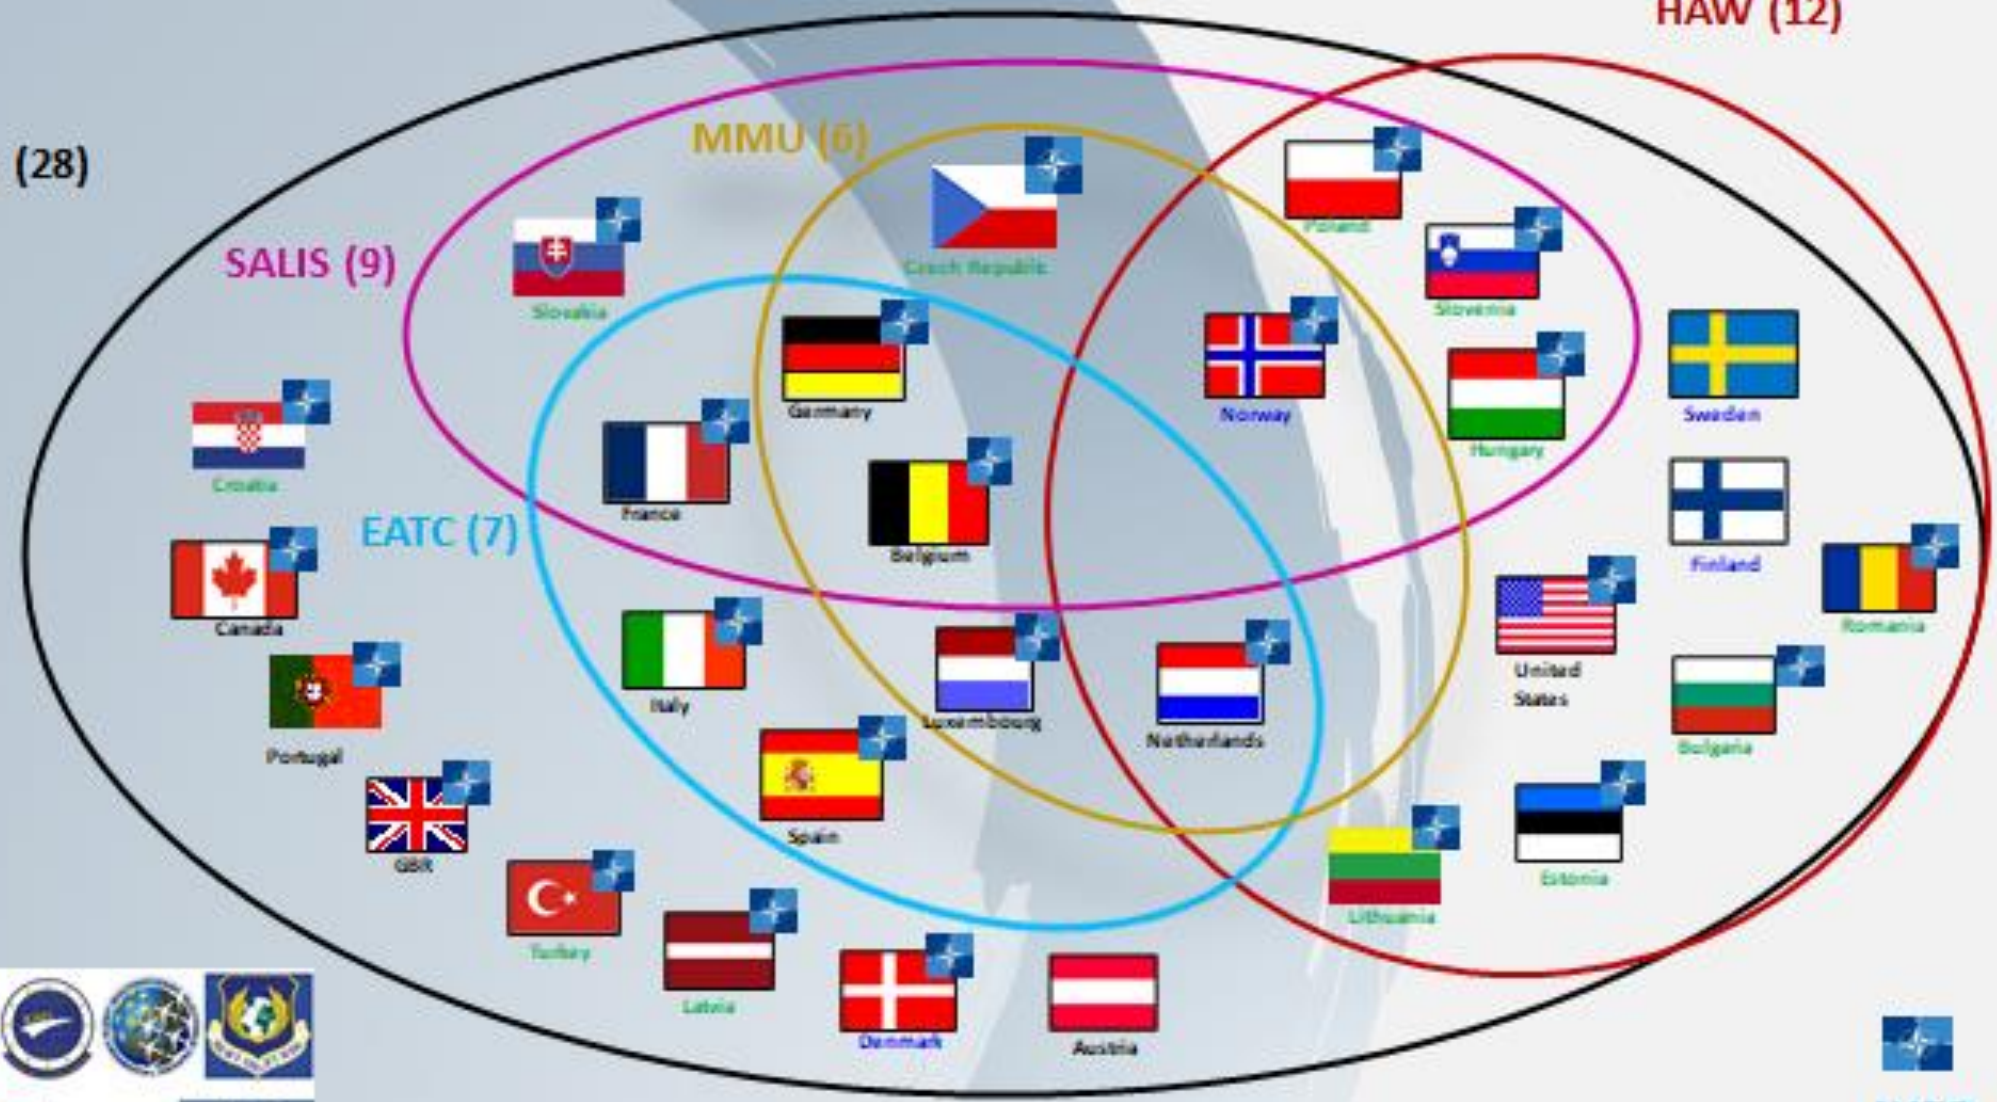 HAW (12)
MMU (6)
(28)
SALIS (9)
Poland
Czech Republic
Slovakia
Slovenia
Germany
Norway
Sweden
Hungary
Croatia
France
EATC (7)
Belgium
Finland
Canada
Romania
United
States
Italy
Luxembourg
Netherlands
Bulgaria
Portugal
Spain
GBR
Estonia
Lithuania
Turkey
Latvia
Denmark
Austria